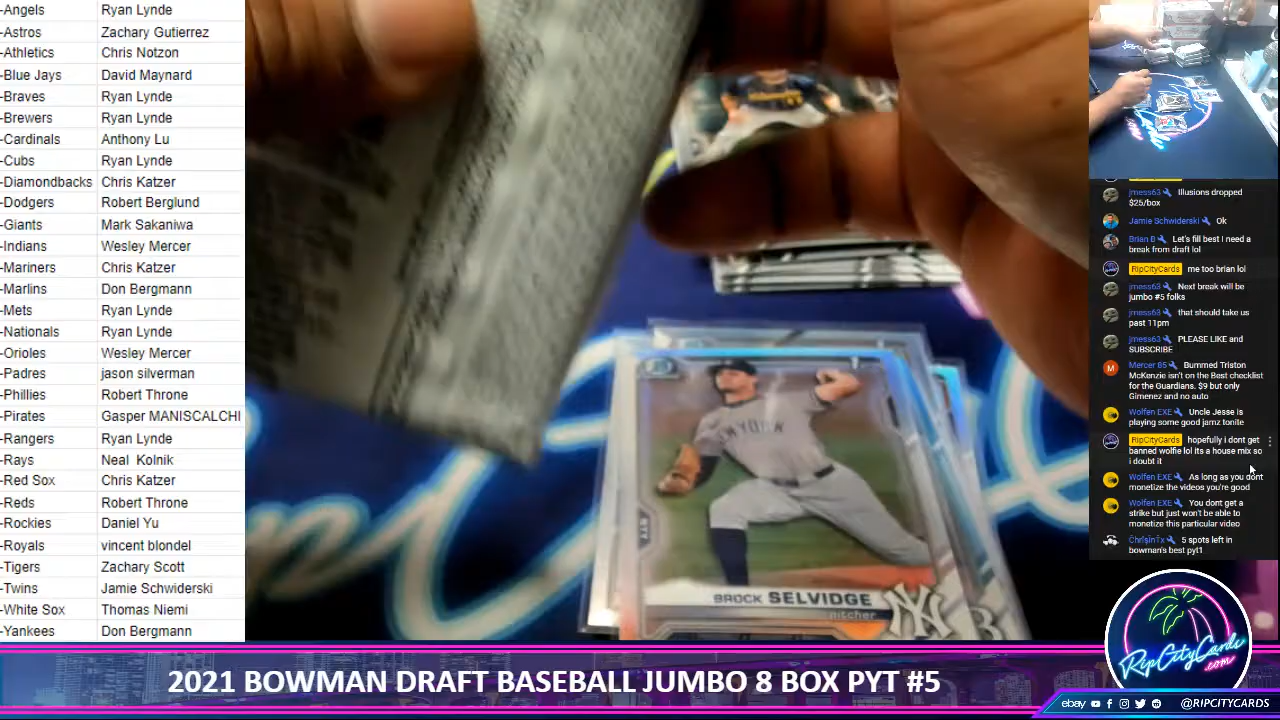 -Angels Ryan Lynde
-Astros Zachary Gutierrez
-Athletics Chris Notzon
-Blue Jays David Maynard
-Braves Ryan Lynde
-Brewers Ryan Lynde
-Cardinals Anthony Lu
-Cubs Ryan Lynde
-Diamondbacks Chris Katzer
-Dodgers Robert Berglund
-Giants Mark Sakaniwa
-Indians Wesley Mercer
-Mariners Chris Katzer
-Marlins Don Bergmann
-Mets Ryan Lynde
-Nationals Ryan Lynde
-Orioles Wesley Mercer
-Padres jason silverman
-Phillies Robert Throne
-Pirates Gasper MANISCALCHI
-Rangers Ryan Lynde
-Rays Neal Kolnik
-Red Sox Chris Katzer
-Reds Robert Throne
-Rockies Daniel Yu
-Royals vincent blondel
-Tigers Zachary Scott
-Twins Jamie Schwiderski
-White Sox Thomas Niemi
-Yankees Don Bergmann
NEW YORK
BROCK SELVIDGE
pitcher
NY
jmess63 Illusions dropped
$25/box
Jamie Schwiderski Ok
Brian B Let's fill best I need a
break from draft lol
RipCityCards me too brian lol
jmess63 Next break will be
jumbo #5 folks
jmess63 that should take us
past 11pm
jmess63 PLEASE LIKE and
SUBSCRIBE
Mercer 85 Bummed Triston
McKenzie isn't on the Best checklist
for the Guardians. $9 but only
Gimenez and no auto
Wolfen EXE Uncle Jesse is
playing some good jamz tonite
RipCityCards hopefully i dont get
banned wolfie lol its a house mix so
i doubt it
Wolfen EXE As long as you dont
monetize the videos you're good
Wolfen EXE You dont get a
strike but just won't be able to
monetize this particular video
5 spots left in
bowman's best pyt1
RipCityCards
.com
2021 BOWMAN DRAFT BASEBALL JUMBO 8 BOX PYT #5
ebay @RIPCITYCARDS